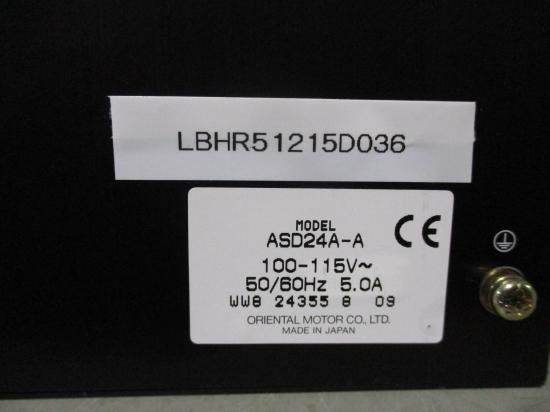 LBHR51215D036
MODEL
ASD24A-A
CE
100-115V~
50/60Hz 5.0A
WW8 24355 8 09
ORIENTAL MOTOR CO., LTD.
MADE IN JAPAN